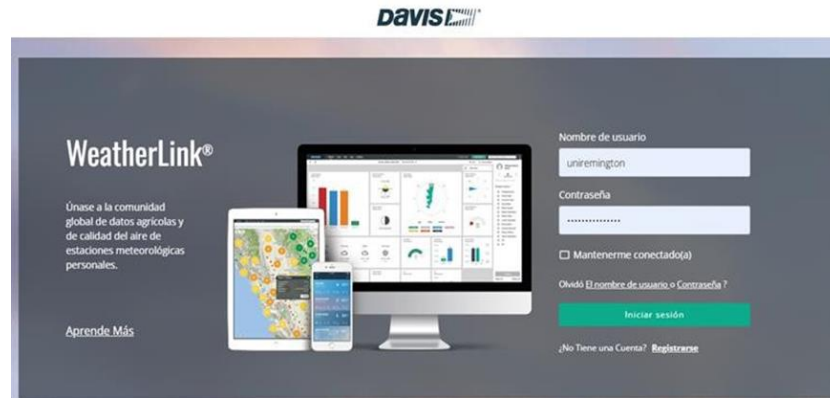 DAVIS
WeatherLink®
Únase a la comunidad
global de datos agrícolas y
de calidad del aire de
estaciones meteorológicas
personales.
Aprende Más
Nombre de usuario
uniremington
Contraseña
...............
Mantenerme conectado(a)
Olvidó El nombre de usuario o Contraseña ?
Iniciar sesión
¿No Tiene una Cuenta? Registrarse